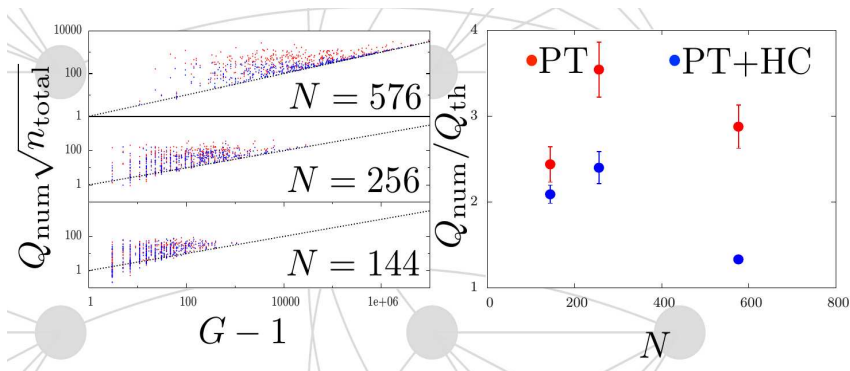 Q_num √n_total
10000
100
1
N = 576
100
1
N = 256
100
1
N = 144
1 100 10000 1e+06
G − 1
Q_num/Q_th
4
3
2
1
PT PT+HC
0 200 400 600 800
N